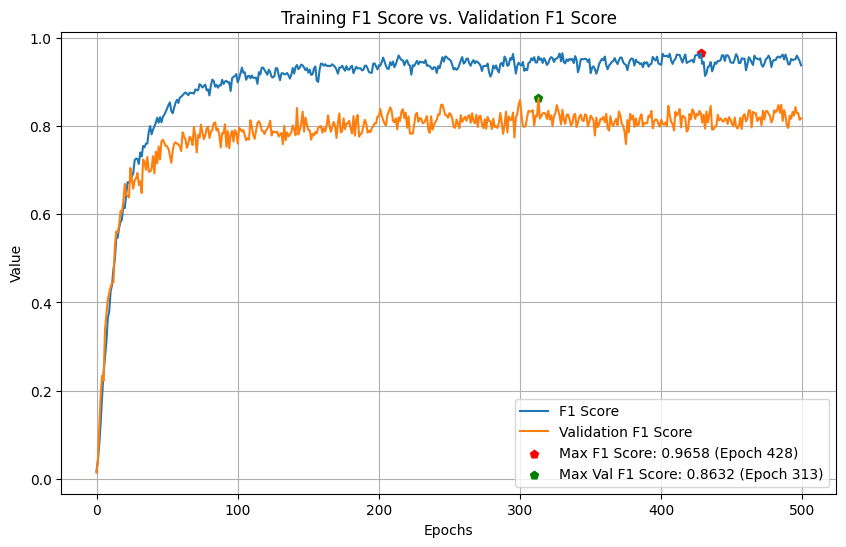 Training F1 Score vs. Validation F1 Score
1.0
0.8
0.6
0.4
0.2
0.0
Value
0
100
200
300
400
500
Epochs
F1 Score
Validation F1 Score
Max F1 Score: 0.9658 (Epoch 428)
Max Val F1 Score: 0.8632 (Epoch 313)